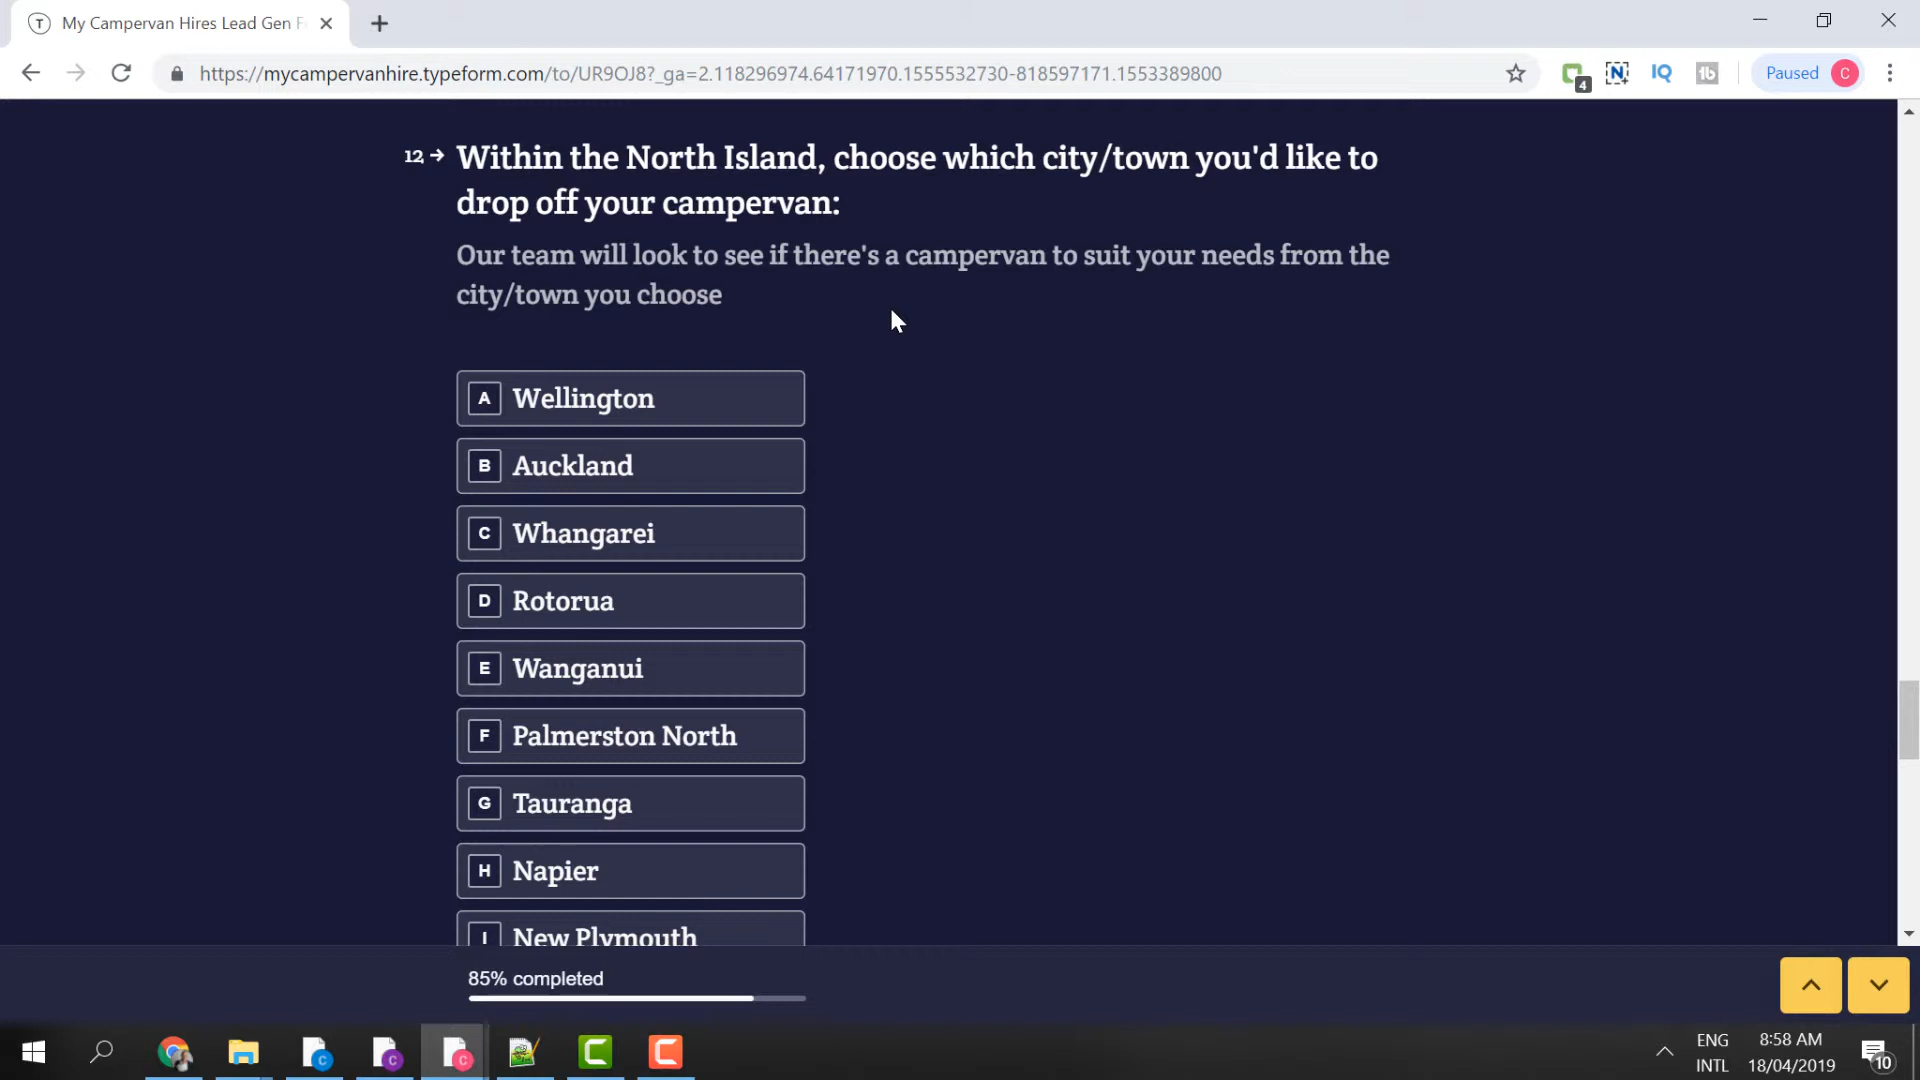 My Campervan Hires Lead Gen F
https://mycampervanhire.typeform.com/to/UR9OJ8?_ga=2.118296974.64171970.1555532730-818597171.1553389800
4
N
IQ
tb
Paused
C
12 → Within the North Island, choose which city/town you'd like to
drop off your campervan:
Our team will look to see if there's a campervan to suit your needs from the
city/town you choose
A Wellington
B Auckland
C Whangarei
D Rotorua
E Wanganui
F Palmerston North
G Tauranga
H Napier
I New Plymouth
85% completed
ENG
INTL
8:58 AM
18/04/2019
10